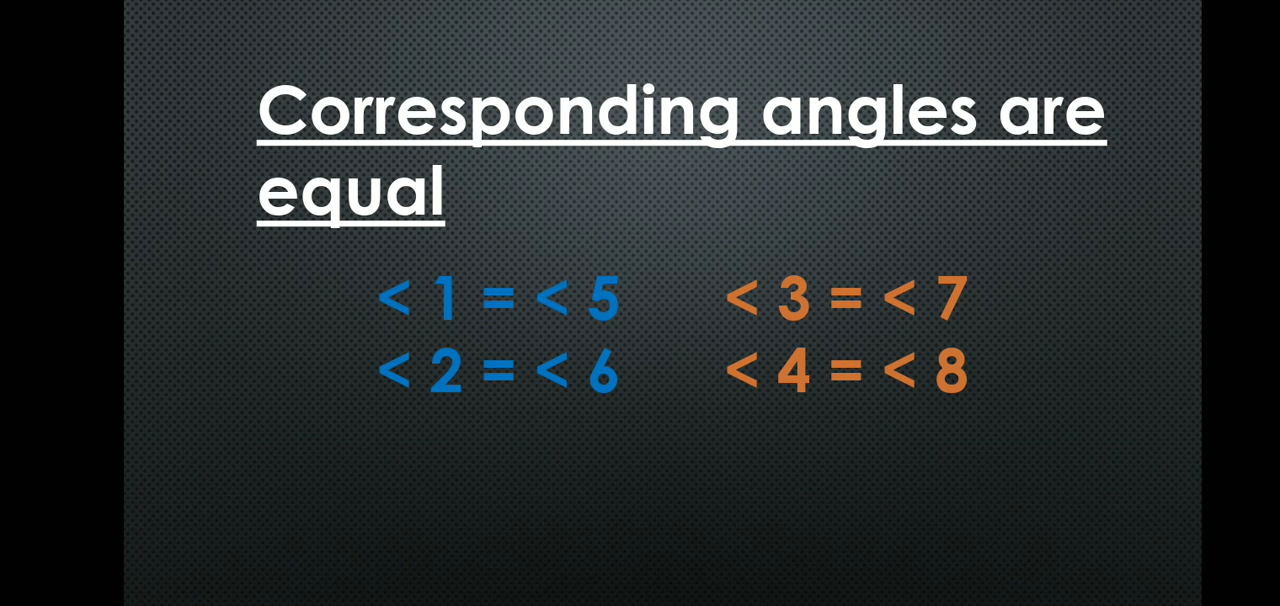 Corresponding angles are
equal
< 1 = < 5 < 3 = < 7
< 2 = < 6 < 4 = < 8